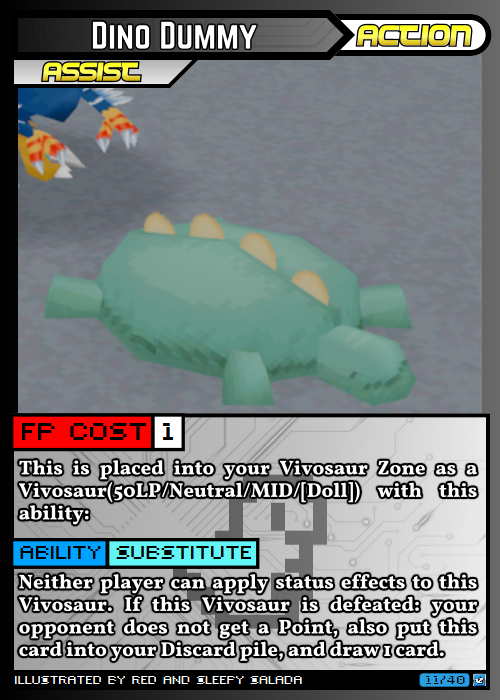 DINO DUMMY
ACTION
ASSIST
FP COST 1
This is placed into your Vivosaur Zone as a
Vivosaur(50LP/Neutral/MID/[Doll]) with this
ability:
ABILITY SUBSTITUTE
Neither player can apply status effects to this
Vivosaur. If this Vivosaur is defeated: your
opponent does not get a Point, also put this
card into your Discard pile, and draw 1 card.
ILLUSTRATED BY RED AND SLEEPY SALADA
11/40